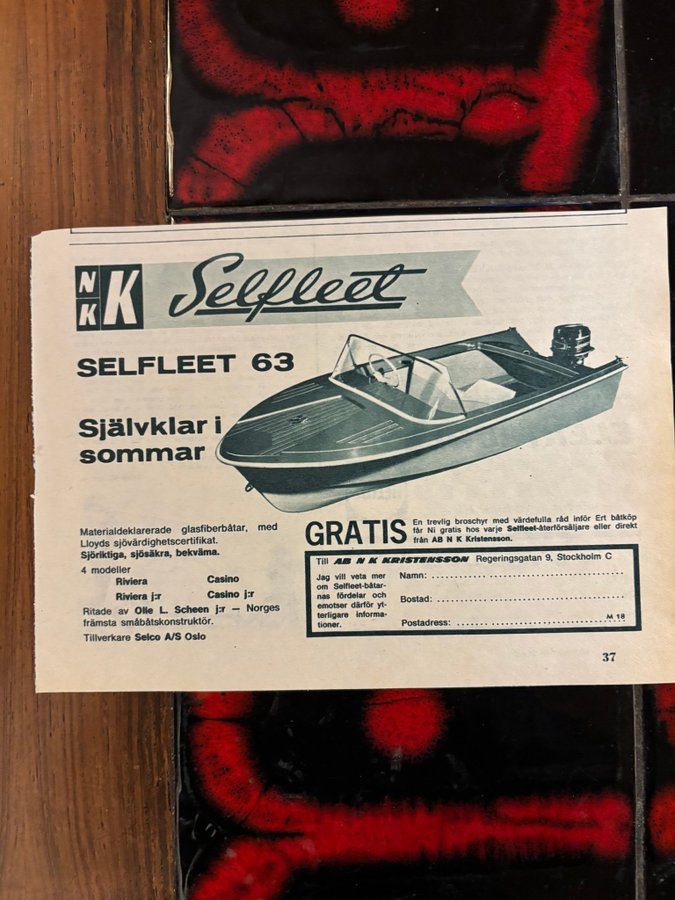 N
K K
Selfleet
SELFLEET 63
Självklar i
sommar
Materialdeklarerade glasfiberbåtar, med
Lloyds sjövärdighetscertifikat.
Sjöriktiga, sjösäkra, bekväma.
4 modeller
Riviera Casino
Riviera j:r Casino j:r
Ritade av Olle L. Scheen j:r — Norges
främsta småbåtskonstruktör.
Tillverkare Selco A/S Oslo
GRATIS
En trevlig broschyr med värdefulla råd inför Ert båtköp
får Ni gratis hos varje Selfleet-återförsäljare eller direkt
från AB N K Kristensson.
Till AB N K KRISTENSSON Regeringsgatan 9, Stockholm C
Jag vill veta mer
om Selfleet-båtar-
nas fördelar och
emotser därför yt-
terligare informa-
tioner.
Namn:
Bostad:
Postadress:
M 18
37